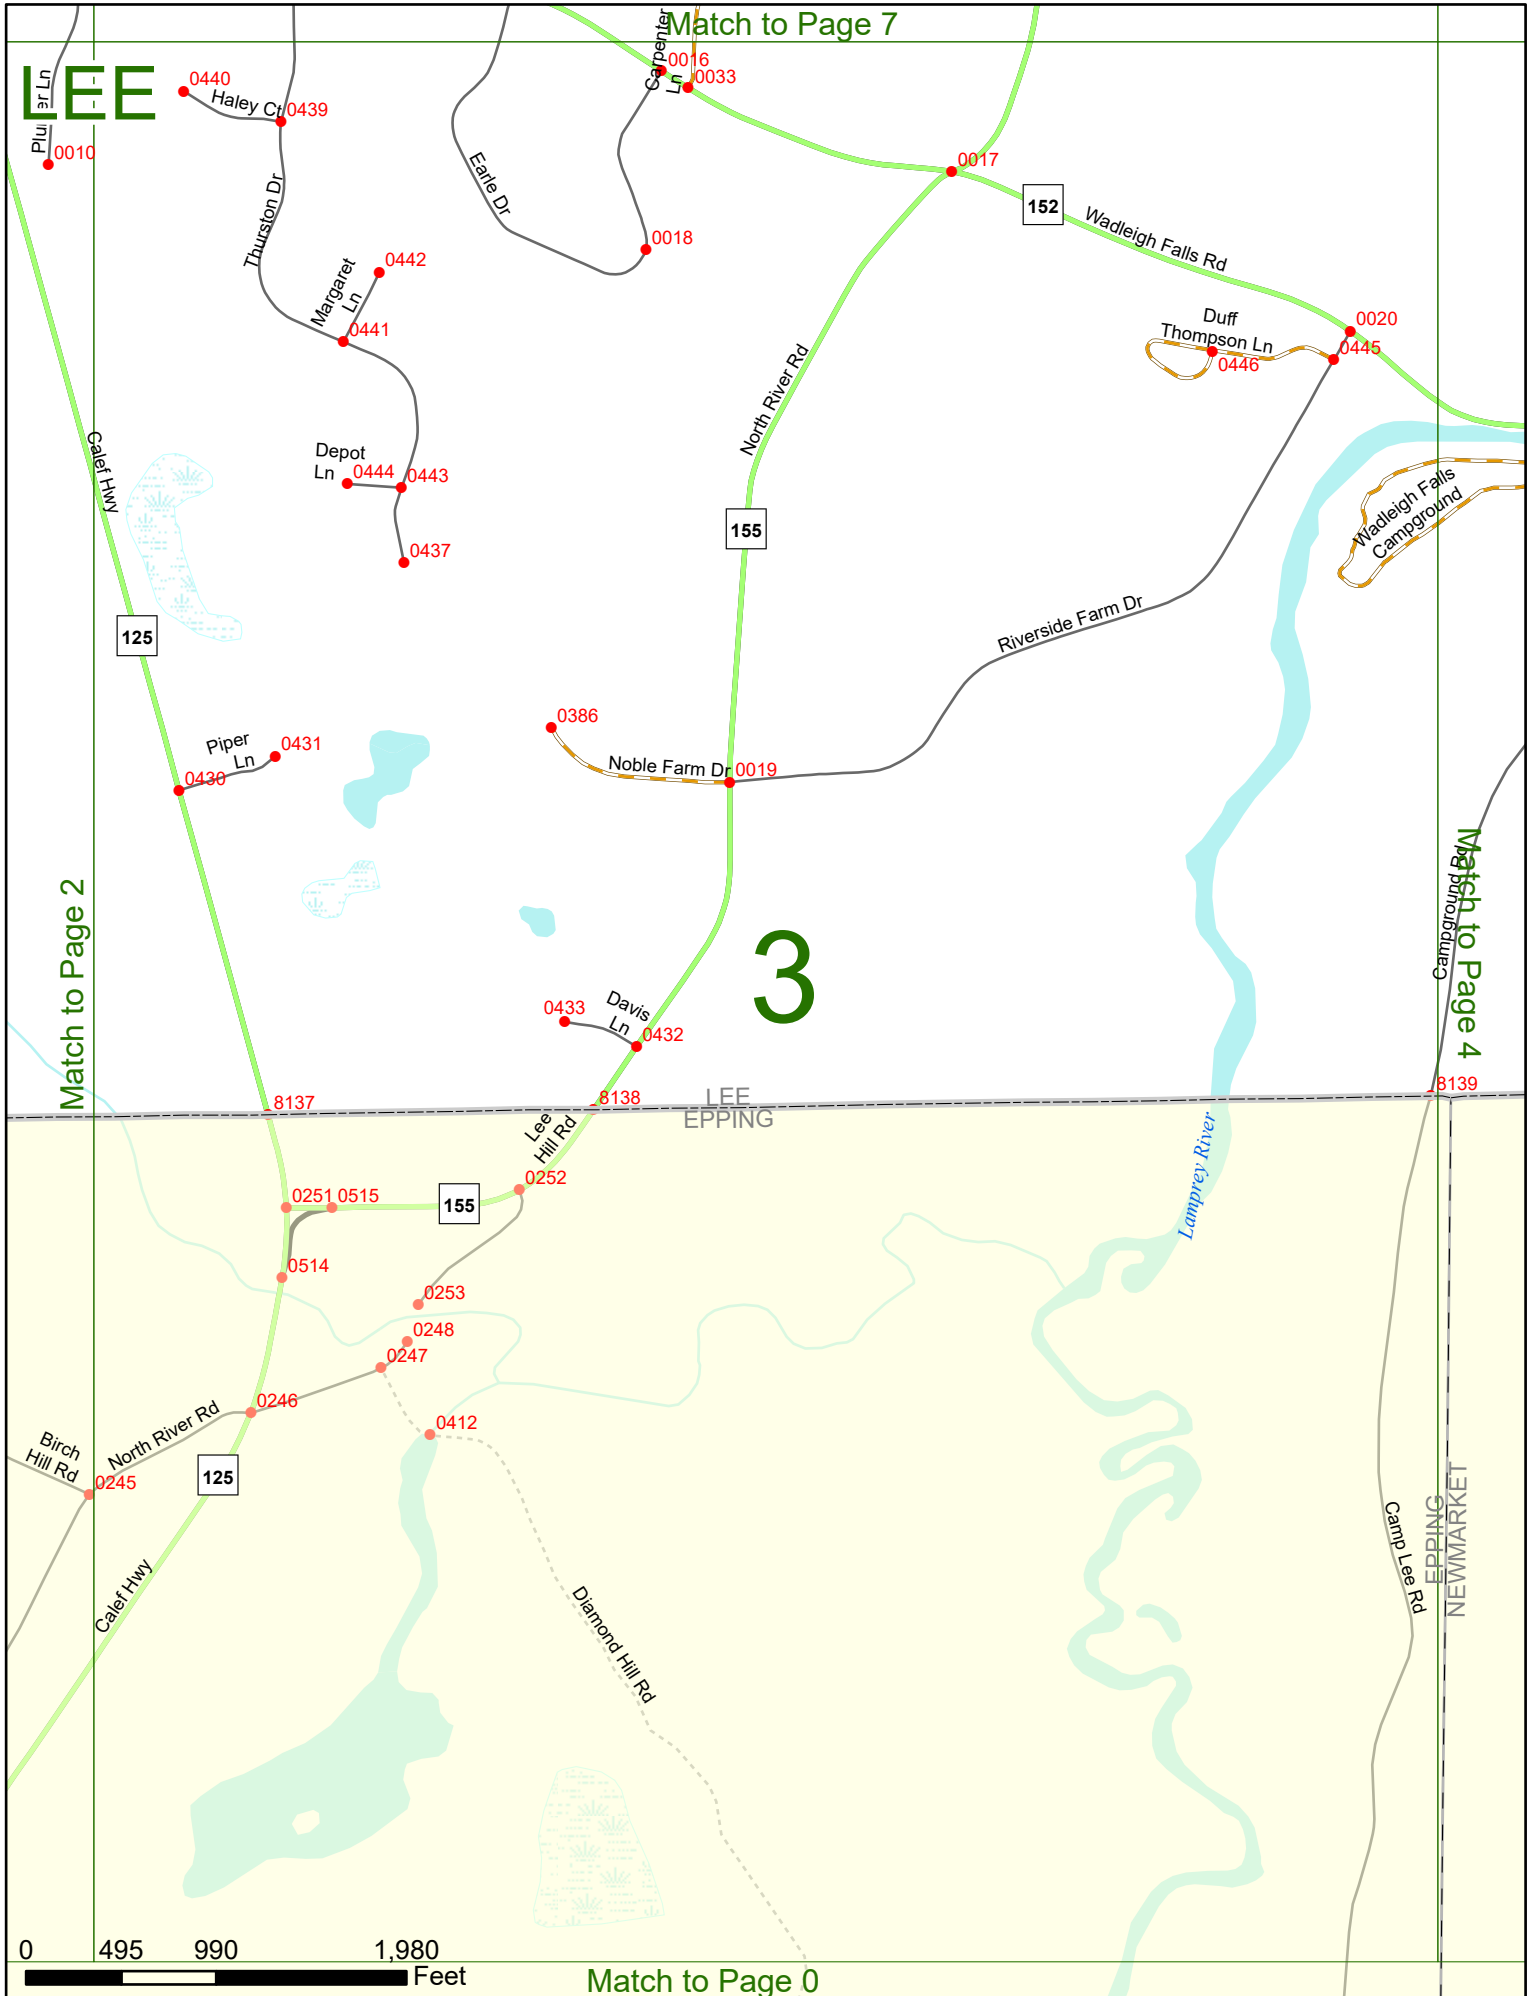 Match to Page 7
LEE
Plumer Ln
0010
0440
Haley Ct
0439
Thurston Dr
Earle Dr
Carpenter
Ln
0016
0033
0018
0017
152
Wadleigh Falls Rd
0020
Duff
Thompson Ln
0445
0446
Margaret
Ln
0442
0441
North River Rd
Calef Hwy
Depot
Ln
0444
0443
0437
155
Wadleigh Falls
Campground
125
Riverside Farm Dr
0386
Noble Farm Dr
0019
Piper
Ln
0431
0430
Campground Rd
Match to Page 4
Match to Page 2
3
0433
Davis
Ln
0432
8137
8138
LEE
EPPING
8139
Lee
Hill Rd
Lamprey River
0252
0251
0515
155
0514
0253
0248
0247
0246
North River Rd
0412
Birch
Hill Rd
0245
125
Calef Hwy
Diamond Hill Rd
Camp Lee Rd
EPPING
NEWMARKET
0 495 990 1,980
Feet
Match to Page 0